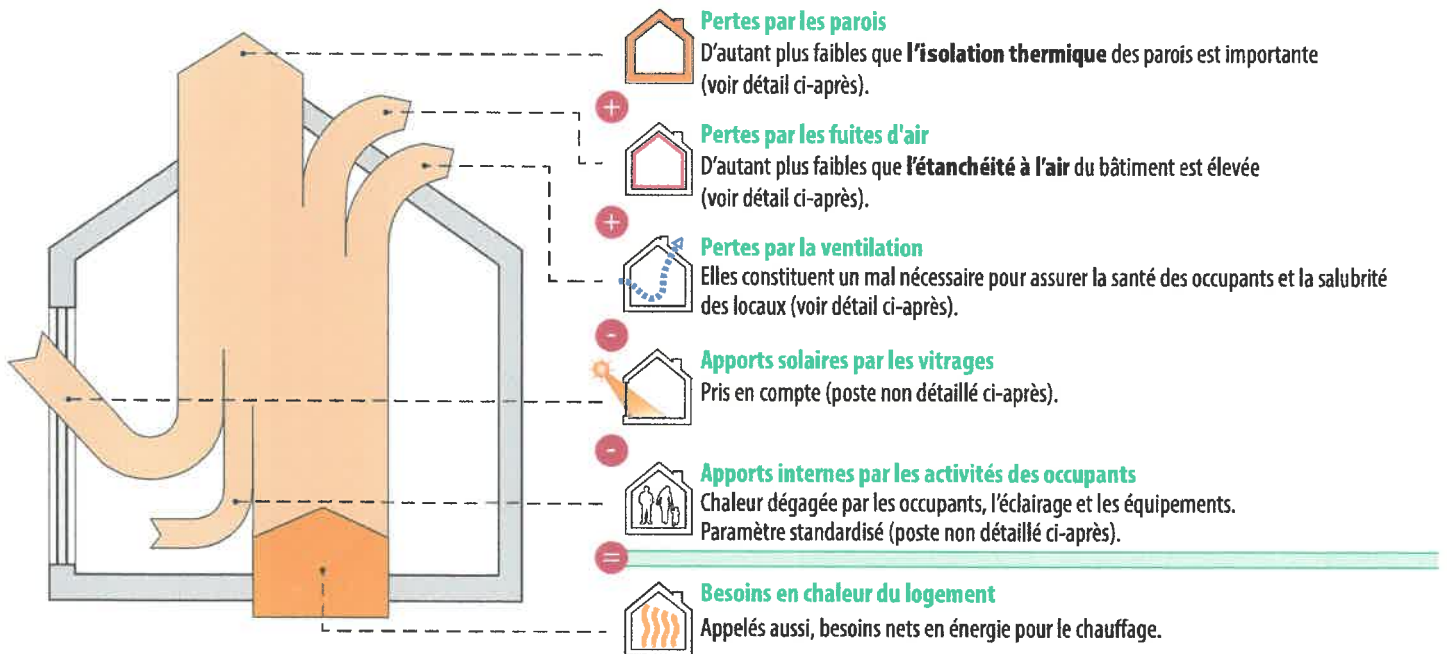 Pertes par les parois
D'autant plus faibles que l'isolation thermique des parois est importante
(voir détail ci-après).
+
Pertes par les fuites d'air
D'autant plus faibles que l'étanchéité à l'air du bâtiment est élevée
(voir détail ci-après).
+
Pertes par la ventilation
Elles constituent un mal nécessaire pour assurer la santé des occupants et la salubrité
des locaux (voir détail ci-après).
-
Apports solaires par les vitrages
Pris en compte (poste non détaillé ci-après).
-
Apports internes par les activités des occupants
Chaleur dégagée par les occupants, l'éclairage et les équipements.
Paramètre standardisé (poste non détaillé ci-après).
=
Besoins en chaleur du logement
Appelés aussi, besoins nets en énergie pour le chauffage.